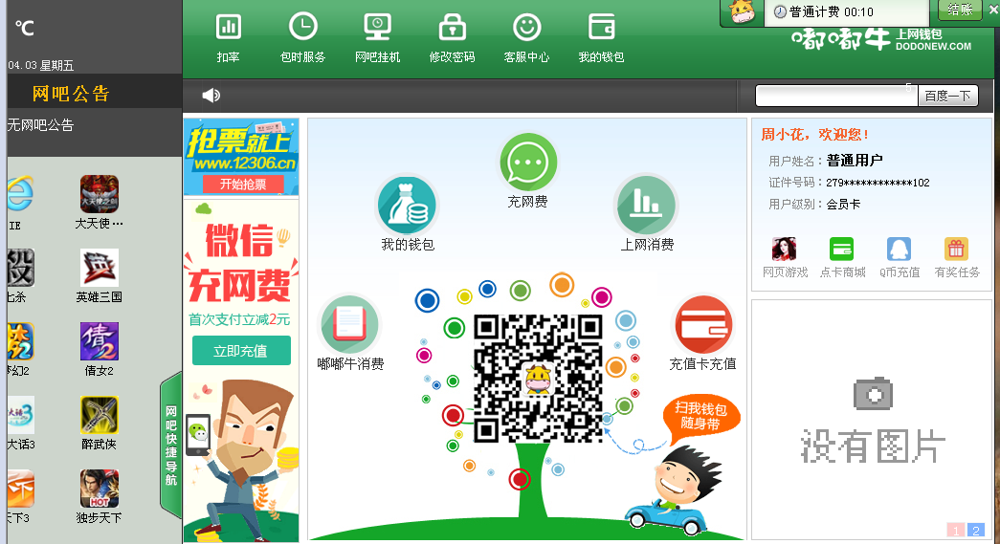 ℃
04.03 星期五
网吧公告
无网吧公告
IE
大天使···
七杀
英雄三国
梦幻2
倩女2
大话3
醉武侠
天下3
独步天下
网吧快捷导航
扣率
包时服务
网吧挂机
修改密码
客服中心
我的钱包
普通计费 00:10
结账
嘟嘟牛 上网钱包
DODONEW.COM
百度一下
抢票就上
www.12306.cn
开始抢票
微信
充网费
首次支付立减2元
立即充值
充网费
我的钱包
上网消费
嘟嘟牛消费
充值卡充值
扫我钱包
随身带
周小花，欢迎您！
用户姓名：普通用户
证件号码：279************102
用户级别：会员卡
网页游戏
点卡商城
Q币充值
有奖任务
没有图片
1 2